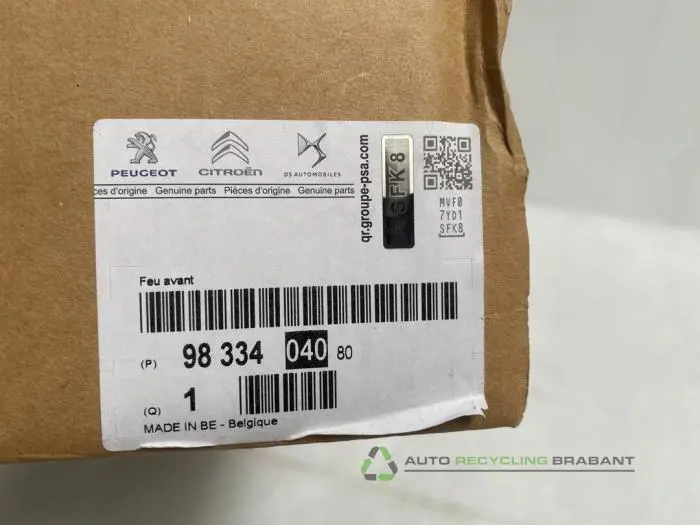 PEUGEOT CITROËN DS AUTOMOBILES
ces d'origine Genuine parts Pièces d'origine Genuine parts
qr.groupe-psa.com
SFK8
MVF0
7YD1
SFK8
Feu avant
(P) 98 334 040 80
(Q) 1
MADE IN BE - Belgique
AUTO RECYCLING BRABANT